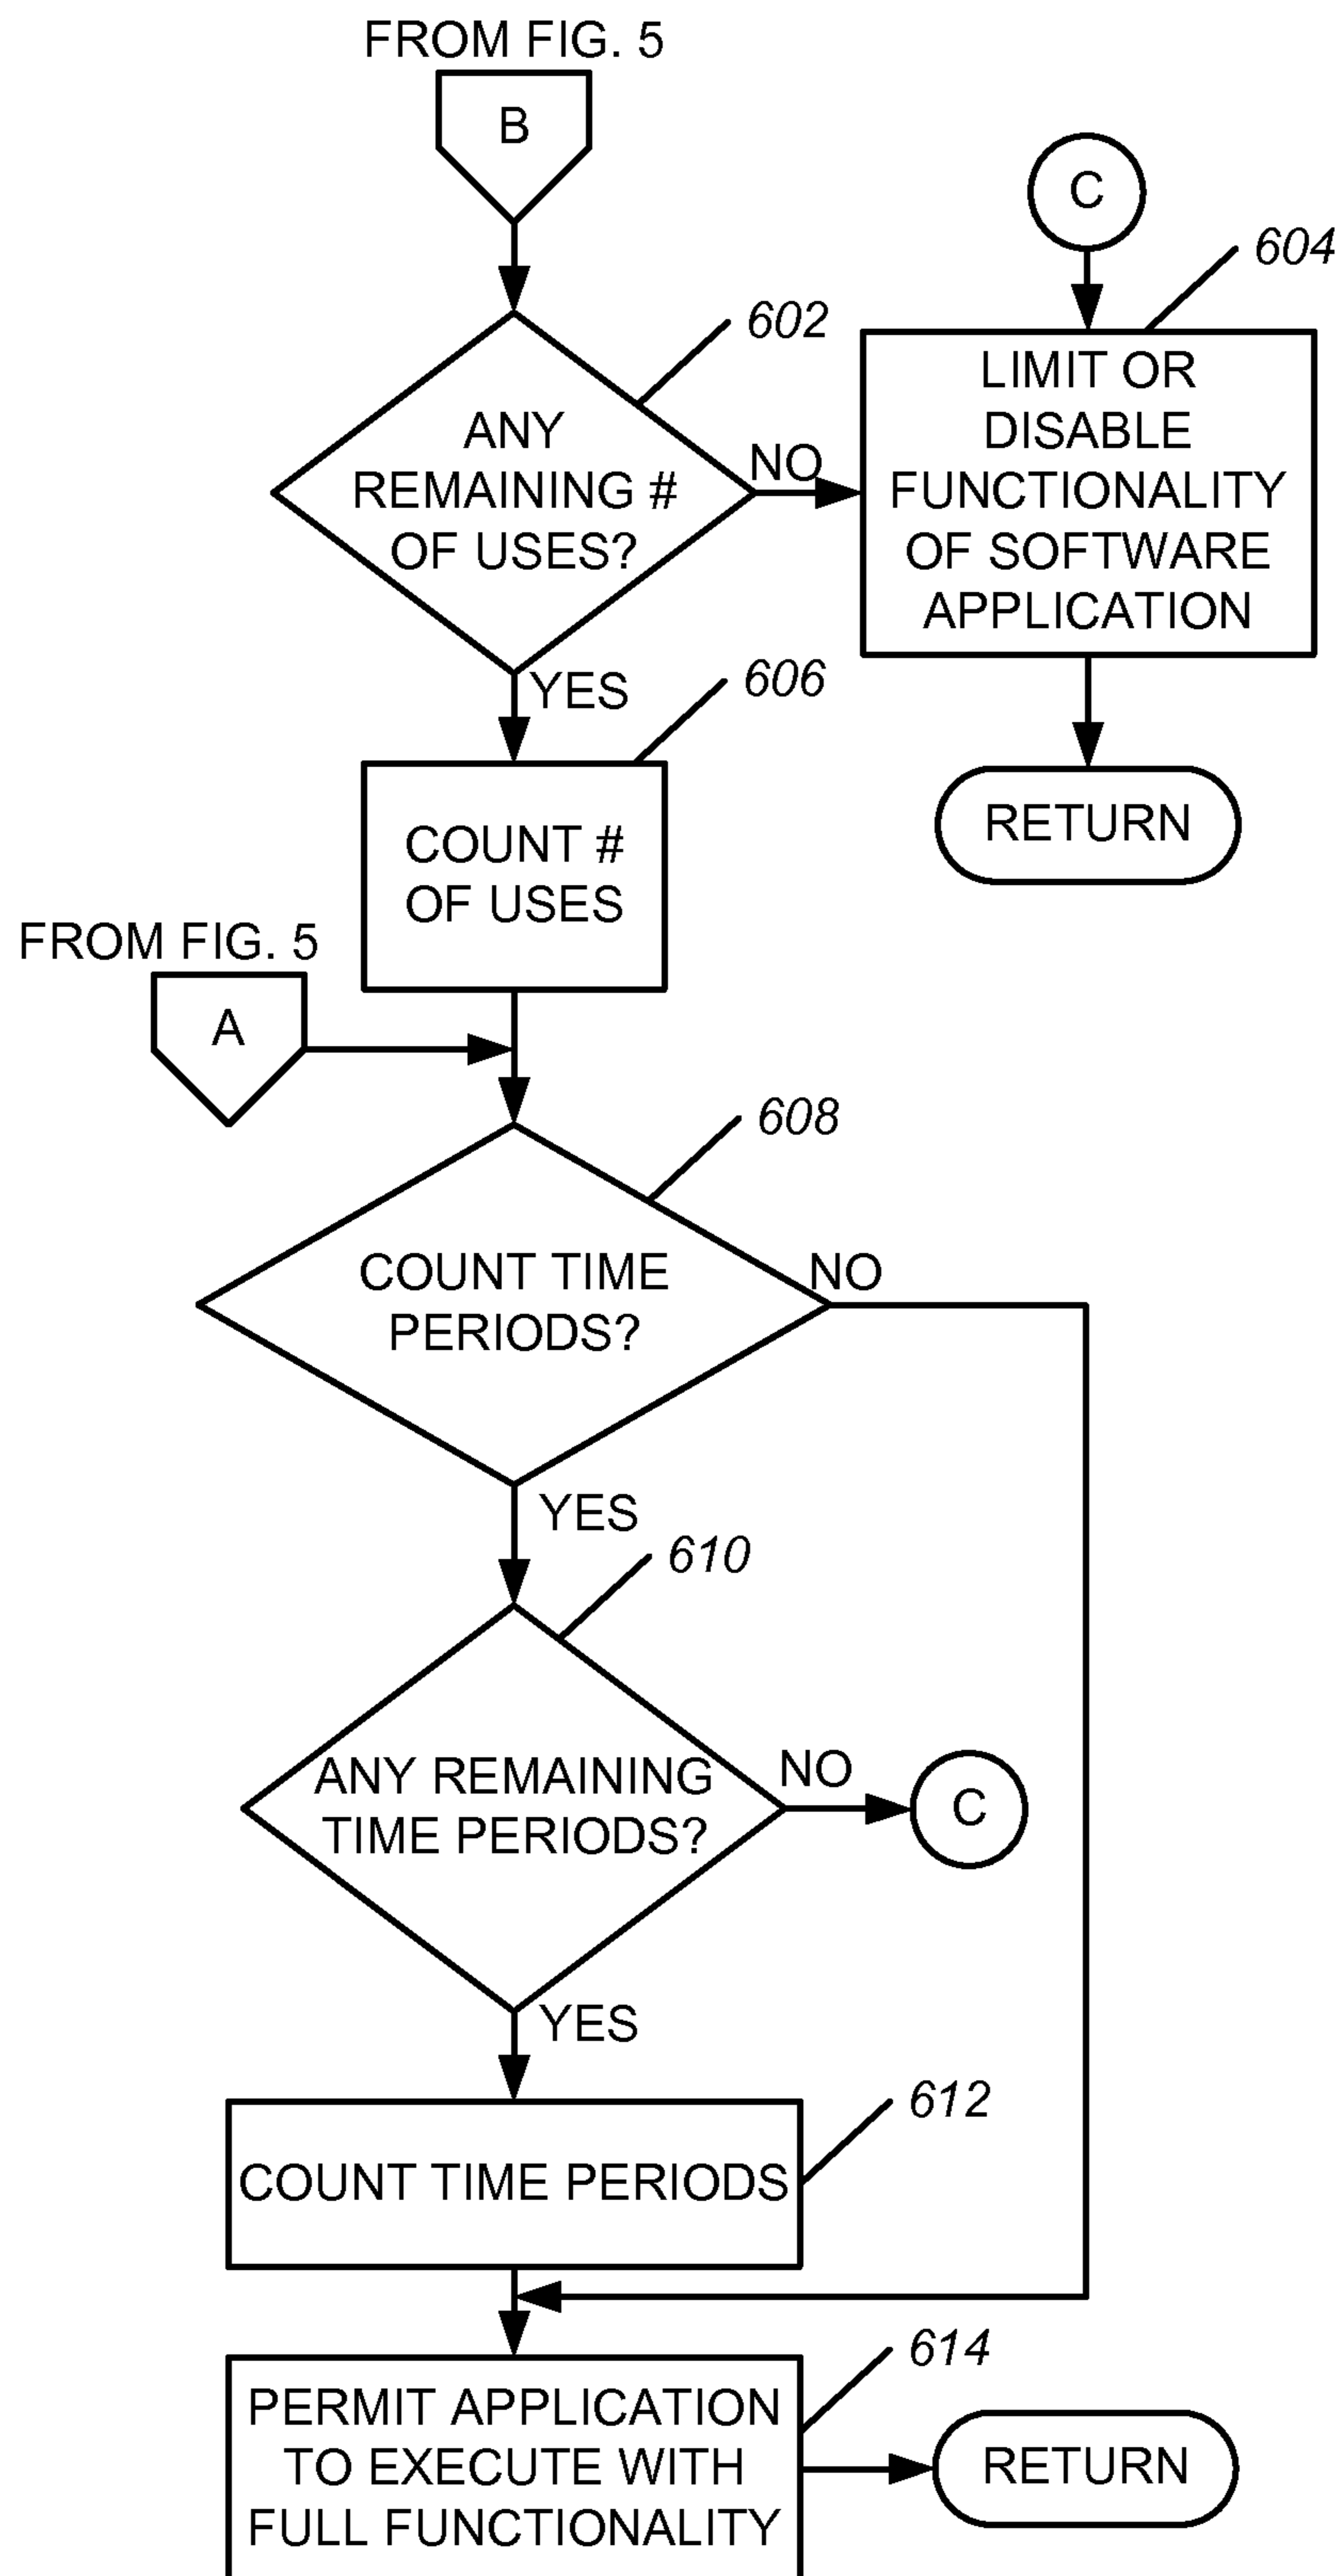 FROM FIG. 5
B
C
604
602
LIMIT OR
DISABLE
FUNCTIONALITY
OF SOFTWARE
APPLICATION
ANY
REMAINING #
OF USES?
NO
YES
606
RETURN
COUNT #
OF USES
FROM FIG. 5
A
608
COUNT TIME
PERIODS?
NO
YES
610
ANY REMAINING
TIME PERIODS?
NO
C
YES
612
COUNT TIME PERIODS
614
PERMIT APPLICATION
TO EXECUTE WITH
FULL FUNCTIONALITY
RETURN